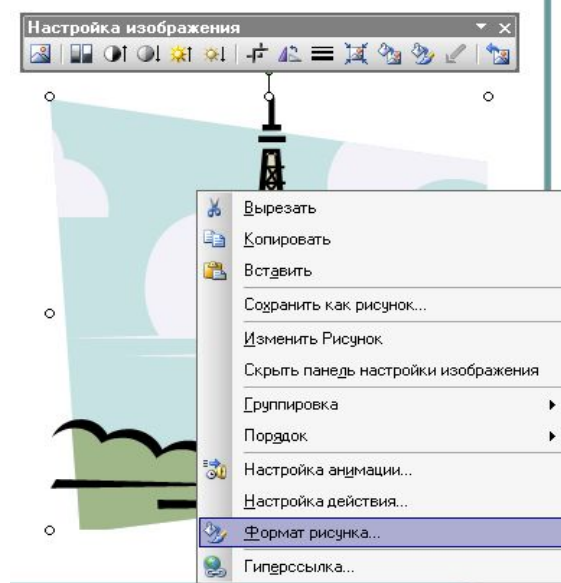 Настройка изображения
Вырезать
Копировать
Вставить
Сохранить как рисунок...
Изменить Рисунок
Скрыть панель настройки изображения
Группировка
Порядок
Настройка анимации...
Настройка действия...
Формат рисунка...
Гиперссылка...